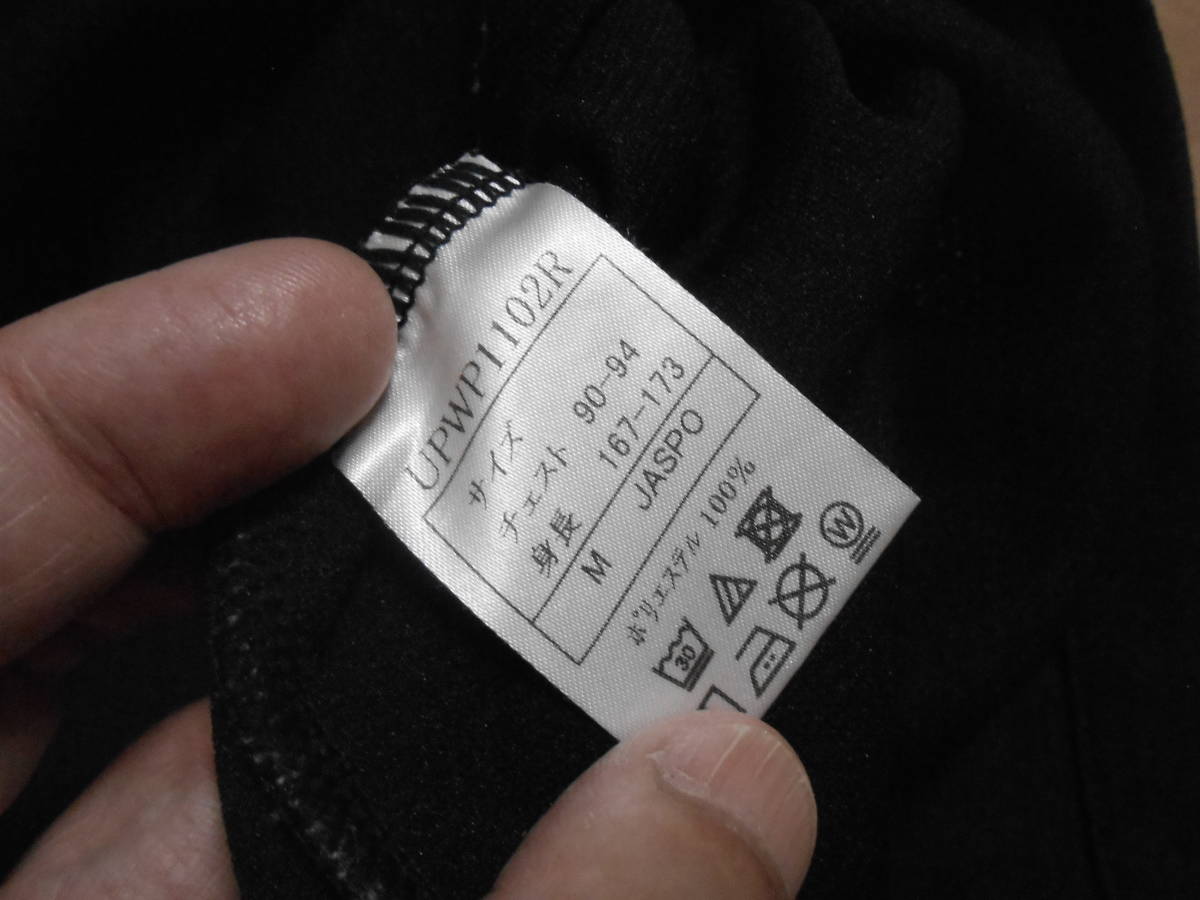 UPWP1102R
サイズ
チェスト 90-94
身長 167-173
M JASPO
ポリエステル 100%
30
W